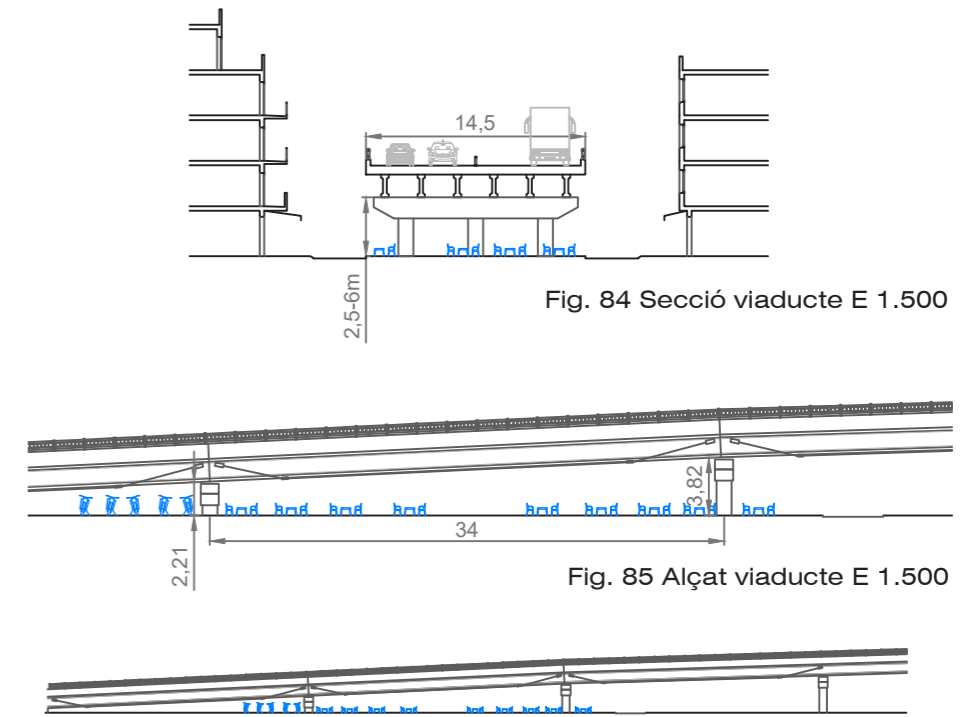 14,5
2,5-6m
Fig. 84 Secció viaducte E 1.500
3,82
34
2,21
Fig. 85 Alçat viaducte E 1.500